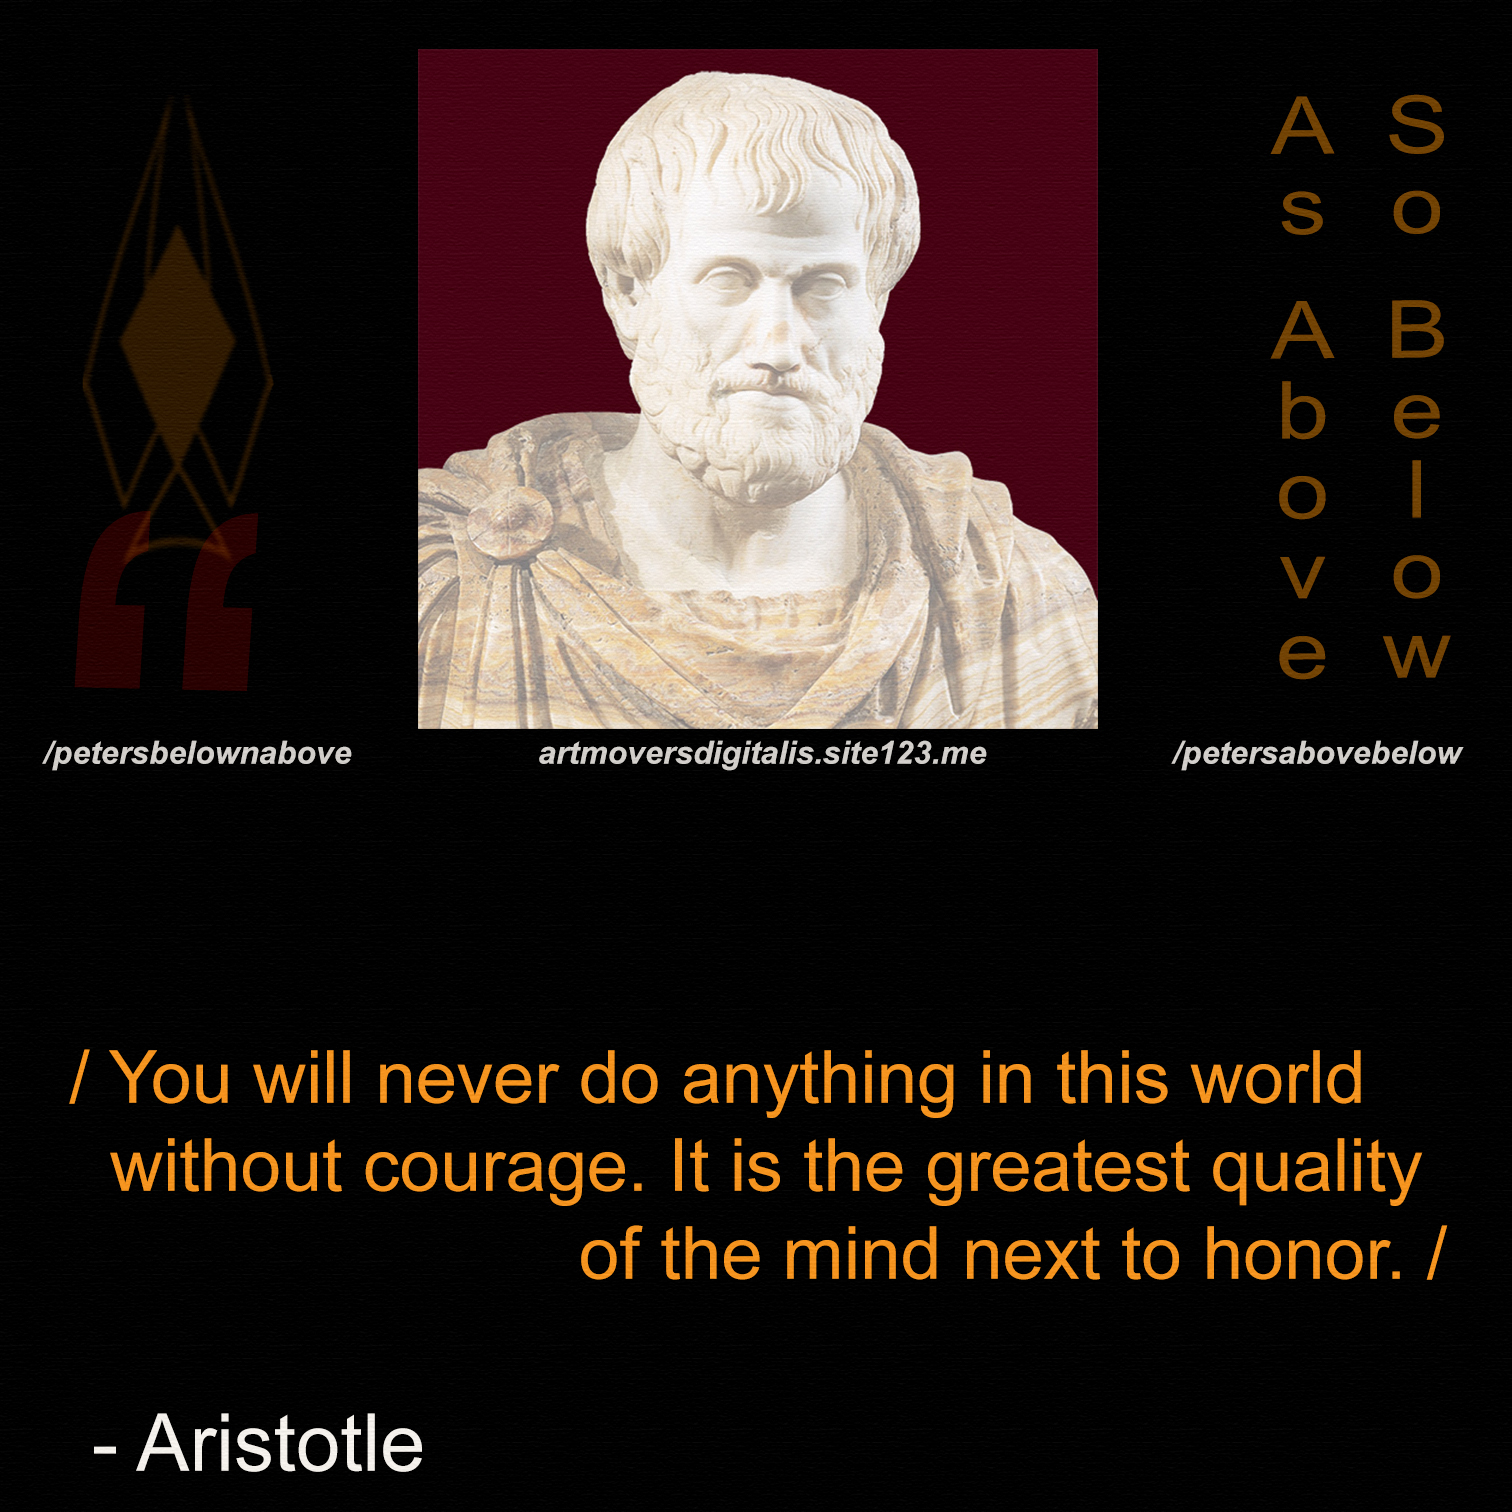 As Above
So Below
/petersbelownabove
artmoversdigitalis.site123.me
/petersabovebelow
/ You will never do anything in this world
without courage. It is the greatest quality
of the mind next to honor. /
- Aristotle